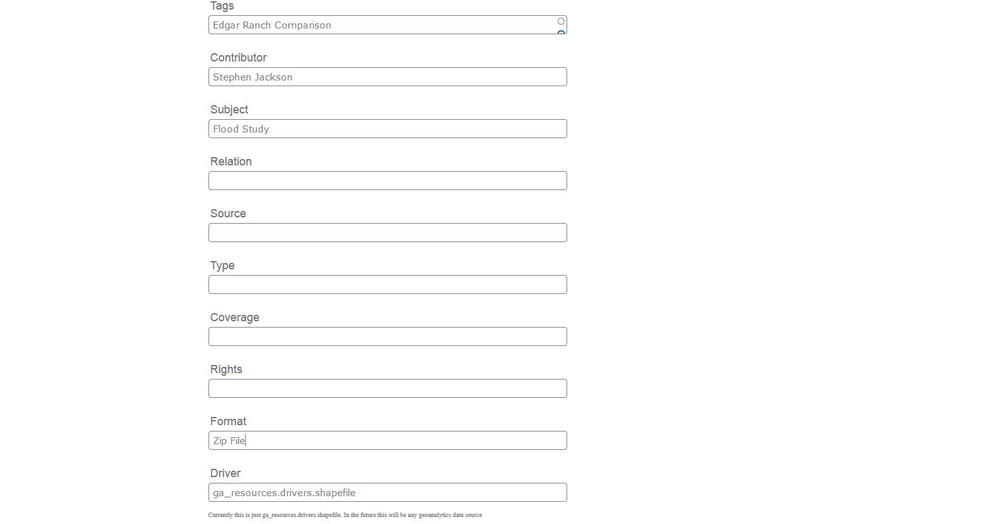 Tags
Edgar Ranch Comparison
Contributor
Stephen Jackson
Subject
Flood Study
Relation
Source
Type
Coverage
Rights
Format
Zip File
Driver
ga_resources.drivers.shapefile
Currently this is just ga_resources.drivers.shapefile. In the future this will be any geoanalytics data source